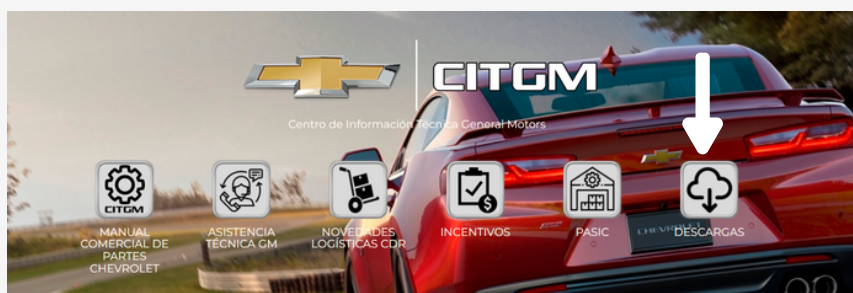 CITGM
Centro de Información Técnica General Motors
CITGM
MANUAL
COMERCIAL DE
PARTES
CHEVROLET
ASISTENCIA
TÉCNICA GM
NOVEDADES
LOGÍSTICAS CDR
INCENTIVOS
PASIC
DESCARGAS